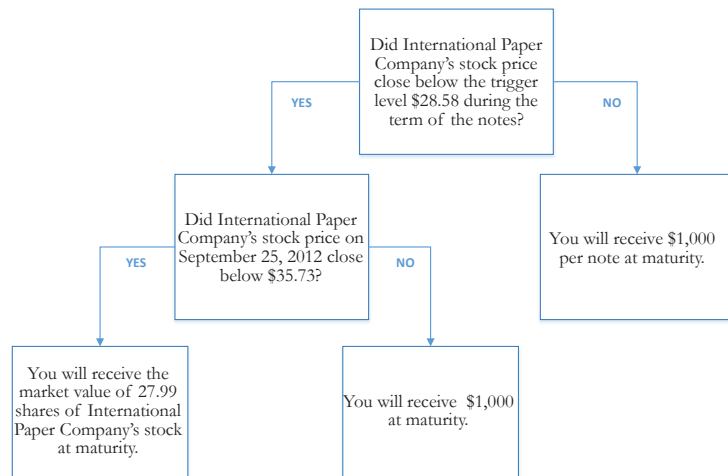 Did International Paper
Company's stock price
close below the trigger
level $28.58 during the
term of the notes?
YES
NO
Did International Paper
Company's stock price on
September 25, 2012 close
below $35.73?
You will receive $1,000
per note at maturity.
YES
NO
You will receive the
market value of 27.99
shares of International
Paper Company's stock
at maturity.
You will receive $1,000
at maturity.